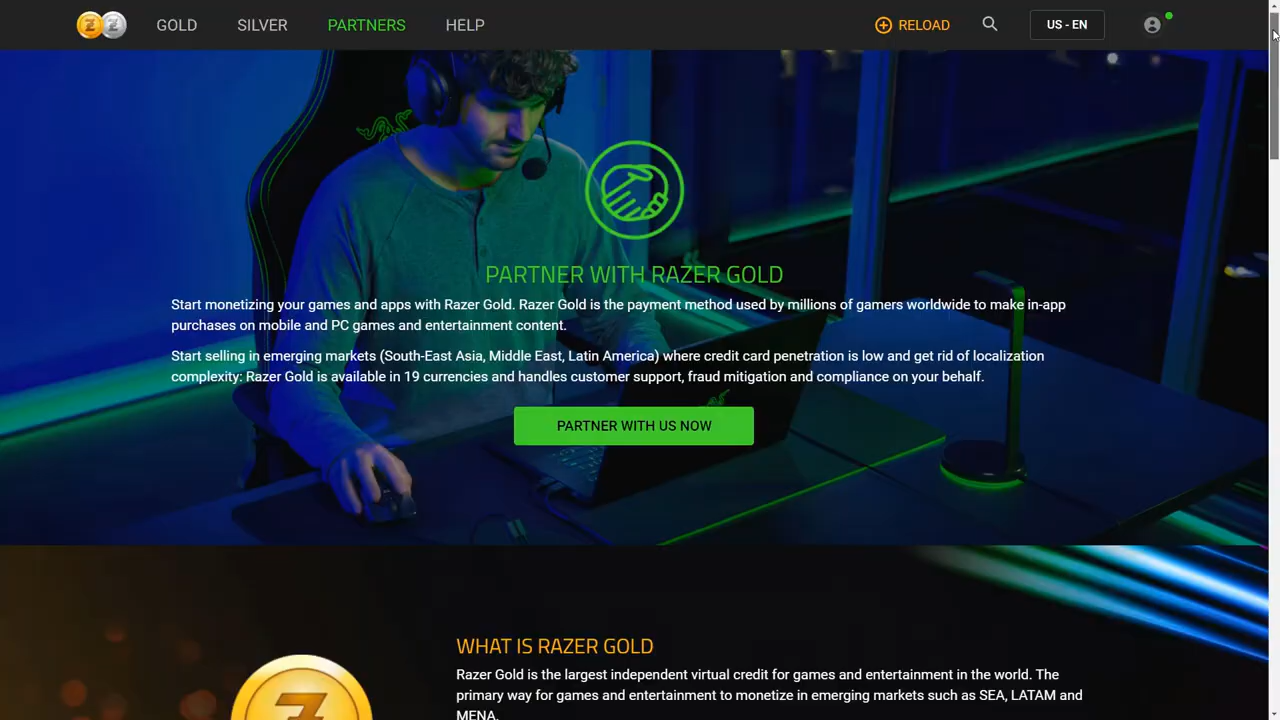 GOLD
SILVER
PARTNERS
HELP
RELOAD
US - EN
PARTNER WITH RAZER GOLD
Start monetizing your games and apps with Razer Gold. Razer Gold is the payment method used by millions of gamers worldwide to make in-app
purchases on mobile and PC games and entertainment content.
Start selling in emerging markets (South-East Asia, Middle East, Latin America) where credit card penetration is low and get rid of localization
complexity: Razer Gold is available in 19 currencies and handles customer support, fraud mitigation and compliance on your behalf.
PARTNER WITH US NOW
WHAT IS RAZER GOLD
Razer Gold is the largest independent virtual credit for games and entertainment in the world. The
primary way for games and entertainment to monetize in emerging markets such as SEA, LATAM and
MENA.